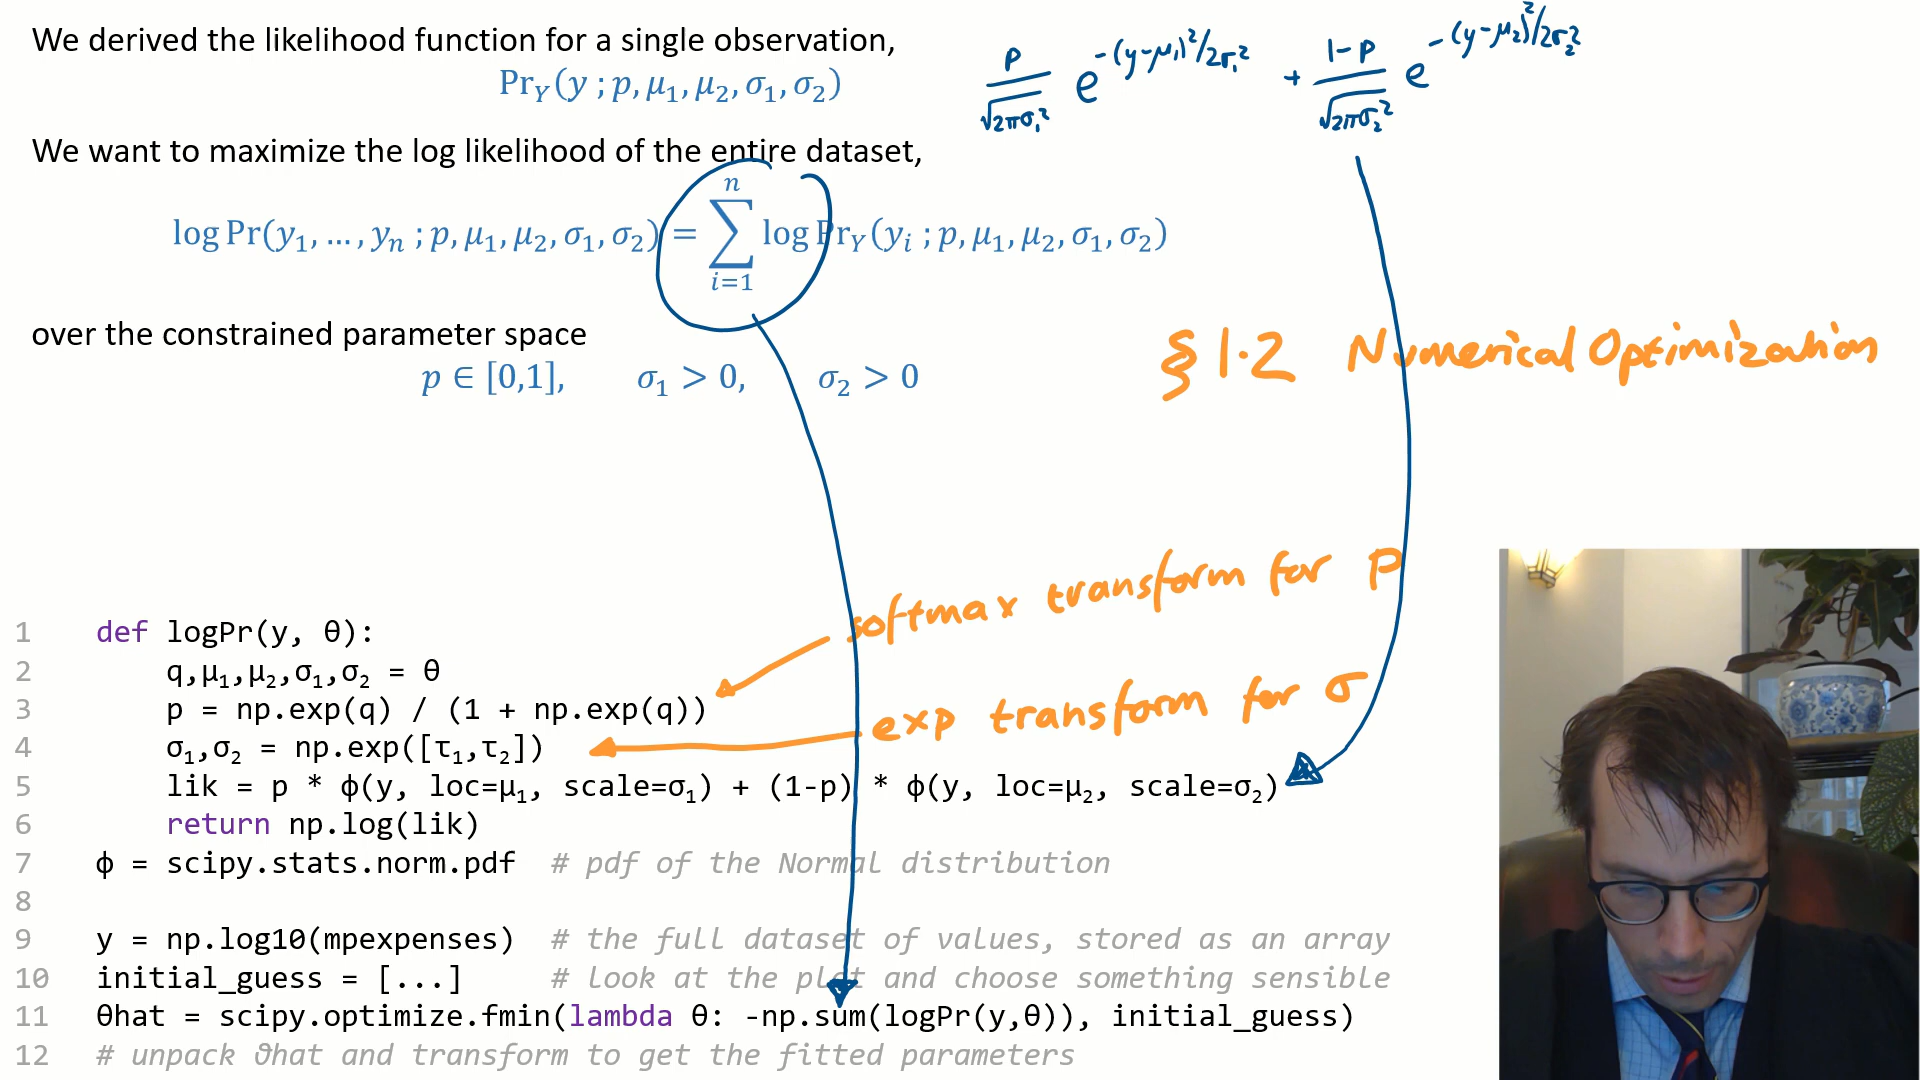 We derived the likelihood function for a single observation,
Pr_Y(y ; p, μ₁, μ₂, σ₁, σ₂)
p/√2πσ₁² e^-(y-μ₁)²/2σ₁² + 1-p/√2πσ₂² e^-(y-μ₂)²/2σ₂²
We want to maximize the log likelihood of the entire dataset,
log Pr(y₁, … , yₙ ; p, μ₁, μ₂, σ₁, σ₂) = ∑ᵢ₌₁ⁿ log Pr_Y(yᵢ ; p, μ₁, μ₂, σ₁, σ₂)
over the constrained parameter space
p ∈ [0,1], σ₁ > 0, σ₂ > 0
§ 1.2 Numerical Optimization
softmax transform for p
exp transform for σ
1 def logPr(y, θ):
2 q,μ₁,μ₂,σ₁,σ₂ = θ
3 p = np.exp(q) / (1 + np.exp(q))
4 σ₁,σ₂ = np.exp([τ₁,τ₂])
5 lik = p * ϕ(y, loc=μ₁, scale=σ₁) + (1-p) * ϕ(y, loc=μ₂, scale=σ₂)
6 return np.log(lik)
7 ϕ = scipy.stats.norm.pdf # pdf of the Normal distribution
8
9 y = np.log10(mpexpenses) # the full dataset of values, stored as an array
10 initial_guess = [...] # look at the plot and choose something sensible
11 θhat = scipy.optimize.fmin(lambda θ: -np.sum(logPr(y,θ)), initial_guess)
12 # unpack θhat and transform to get the fitted parameters